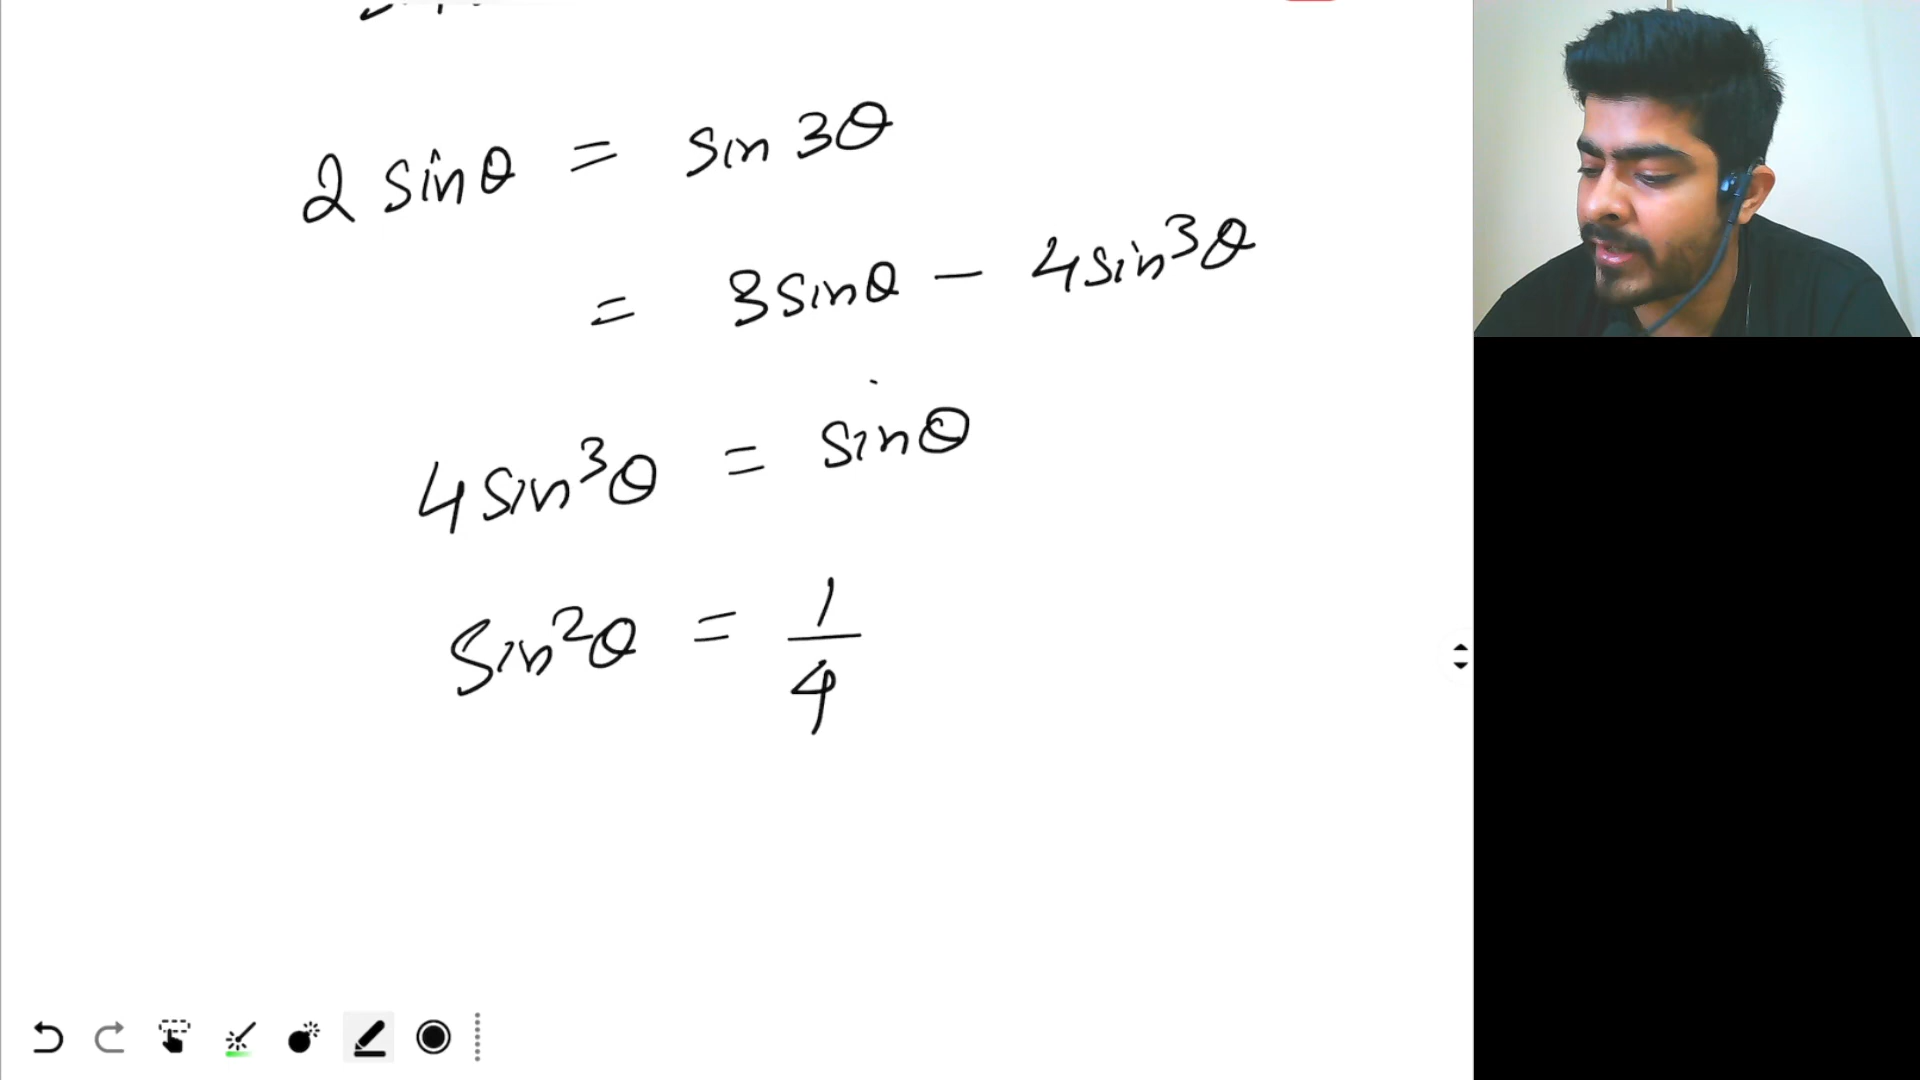 2 sinθ = sin 3θ
= 3sinθ - 4sin³θ
4sin³θ = sinθ
sin²θ = 1/4